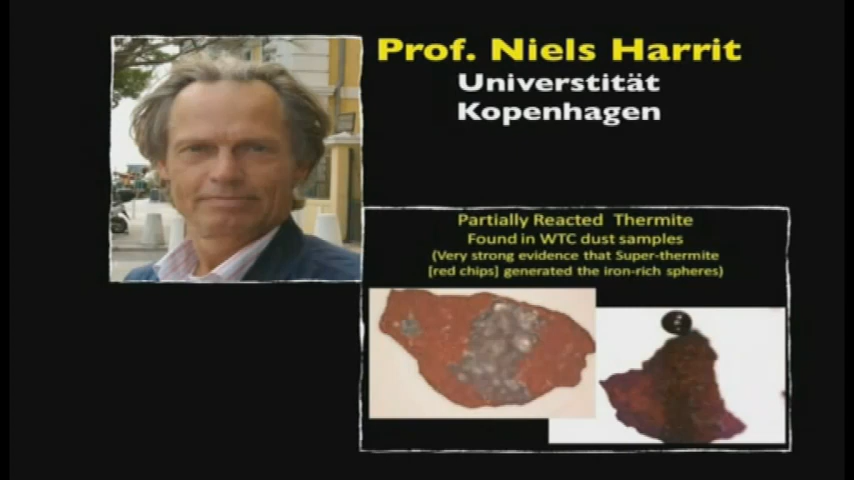 Prof. Niels Harrit
Universtität
Kopenhagen
Partially Reacted Thermite
Found in WTC dust samples
(Very strong evidence that Super-thermite
[red chips] generated the iron-rich spheres)